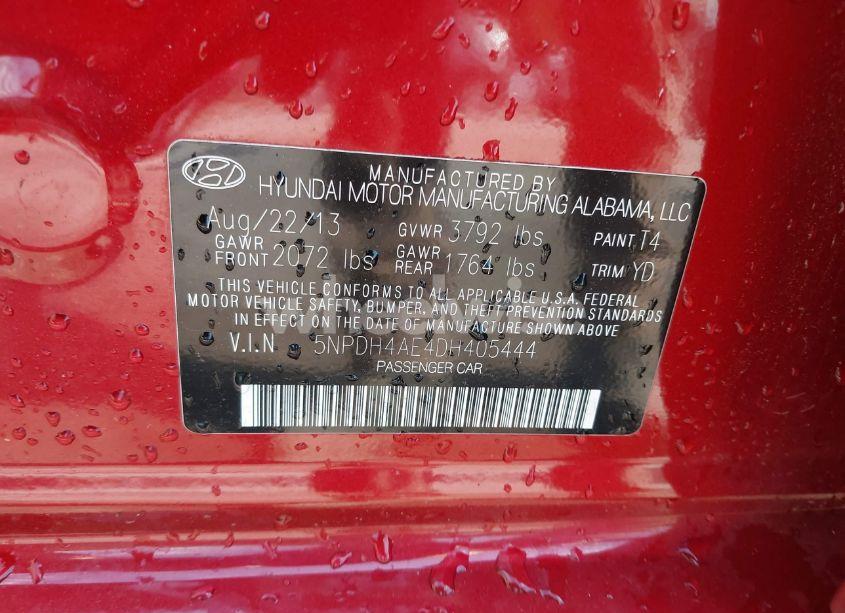 MANUFACTURED BY
HYUNDAI MOTOR MANUFACTURING ALABAMA, LLC
Aug/22/13 GVWR 3792 lbs PAINT T4
GAWR FRONT 2072 lbs GAWR REAR 1764 lbs TRIM YD
THIS VEHICLE CONFORMS TO ALL APPLICABLE U.S.A. FEDERAL
MOTOR VEHICLE SAFETY, BUMPER, AND THEFT PREVENTION STANDARDS
IN EFFECT ON THE DATE OF MANUFACTURE SHOWN ABOVE
V.I.N. 5NPDH4AE4DH405444
PASSENGER CAR